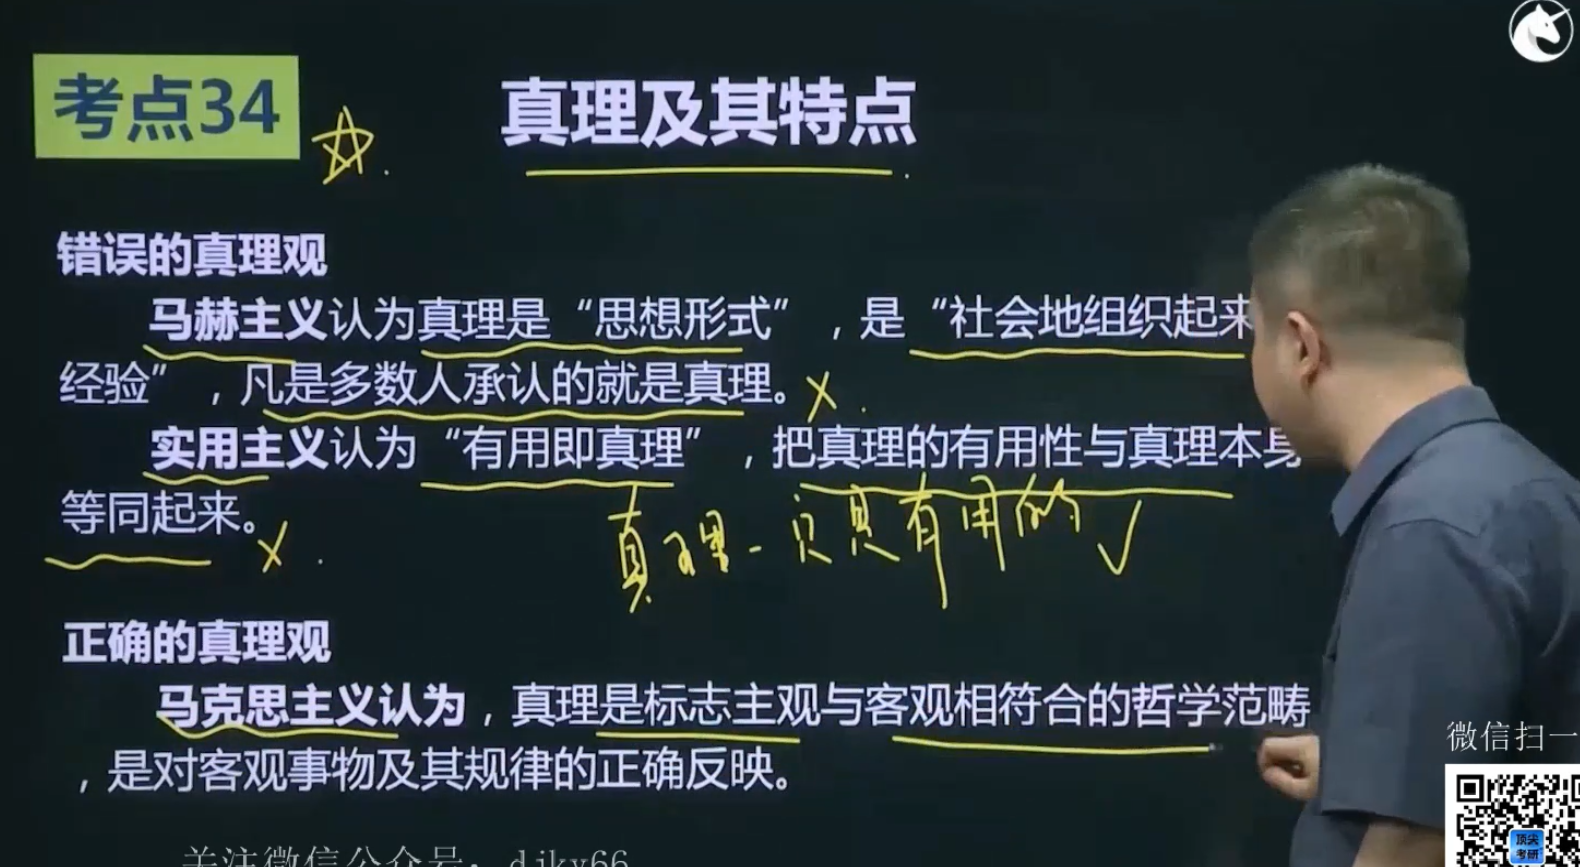 考点34
真理及其特点
错误的真理观
马赫主义认为真理是“思想形式”，是“社会地组织起来
经验”，凡是多数人承认的就是真理。
实用主义认为“有用即真理”，把真理的有用性与真理本身
等同起来。
真理
有用的
正确的真理观
马克思主义认为，真理是标志主观与客观相符合的哲学范畴
，是对客观事物及其规律的正确反映。
微信扫一
顶尖
考研
关注微信公众号：djky66